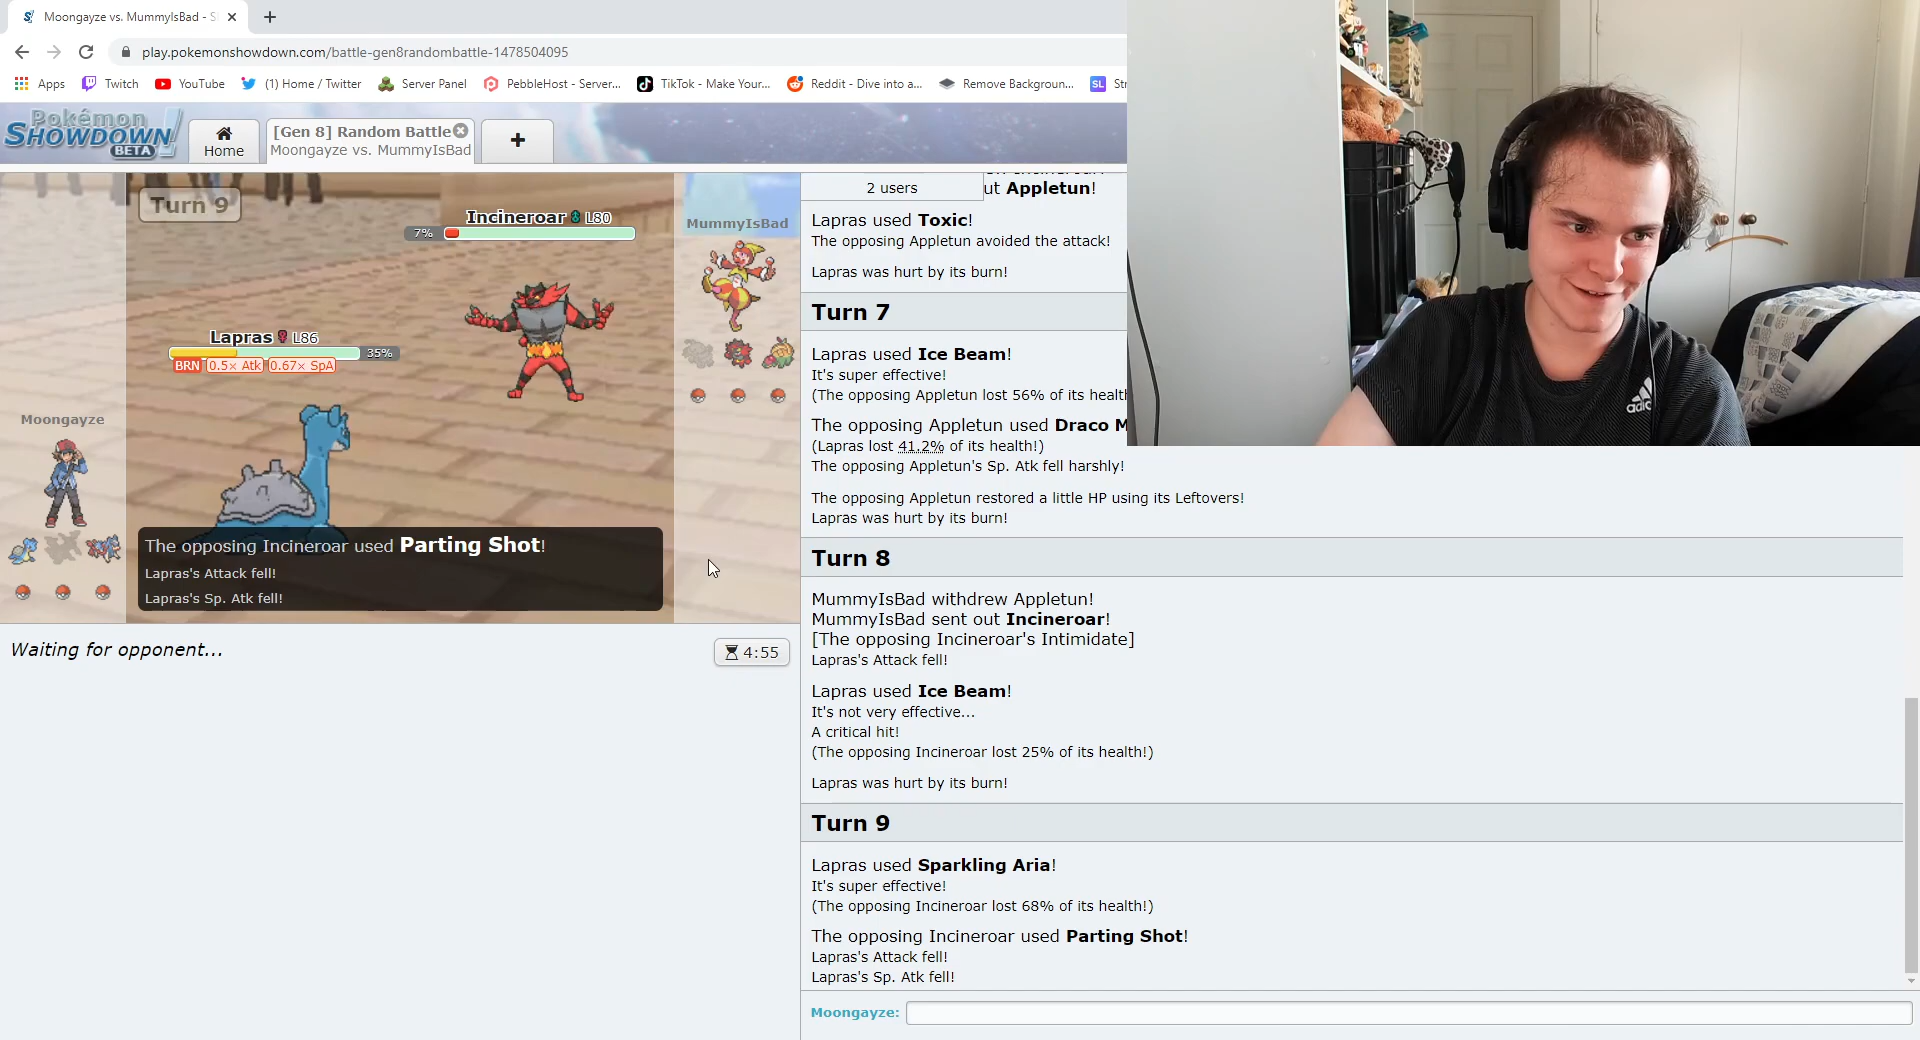 Moongayze vs. MummyIsBad - S
play.pokemonshowdown.com/battle-gen8randombattle-1478504095
Apps
Twitch
YouTube
(1) Home / Twitter
Server Panel
PebbleHost - Server...
TikTok - Make Your...
Reddit - Dive into a...
Remove Backgroun...
SL
Str
Pokémon
SHOWDOWN!
BETA
Home
[Gen 8] Random Battle
Moongayze vs. MummyIsBad
Turn 9
Incineroar L80
7%
MummyIsBad
Lapras L86
35%
BRN 0.5× Atk 0.67× SpA
Moongayze
The opposing Incineroar used Parting Shot!
Lapras's Attack fell!
Lapras's Sp. Atk fell!
Waiting for opponent...
4:55
2 users
ut Appletun!
Lapras used Toxic!
The opposing Appletun avoided the attack!
Lapras was hurt by its burn!
Turn 7
Lapras used Ice Beam!
It's super effective!
(The opposing Appletun lost 56% of its health
The opposing Appletun used Draco M
(Lapras lost 41.2% of its health!)
The opposing Appletun's Sp. Atk fell harshly!
The opposing Appletun restored a little HP using its Leftovers!
Lapras was hurt by its burn!
Turn 8
MummyIsBad withdrew Appletun!
MummyIsBad sent out Incineroar!
[The opposing Incineroar's Intimidate]
Lapras's Attack fell!
Lapras used Ice Beam!
It's not very effective...
A critical hit!
(The opposing Incineroar lost 25% of its health!)
Lapras was hurt by its burn!
Turn 9
Lapras used Sparkling Aria!
It's super effective!
(The opposing Incineroar lost 68% of its health!)
The opposing Incineroar used Parting Shot!
Lapras's Attack fell!
Lapras's Sp. Atk fell!
Moongayze:
adidas